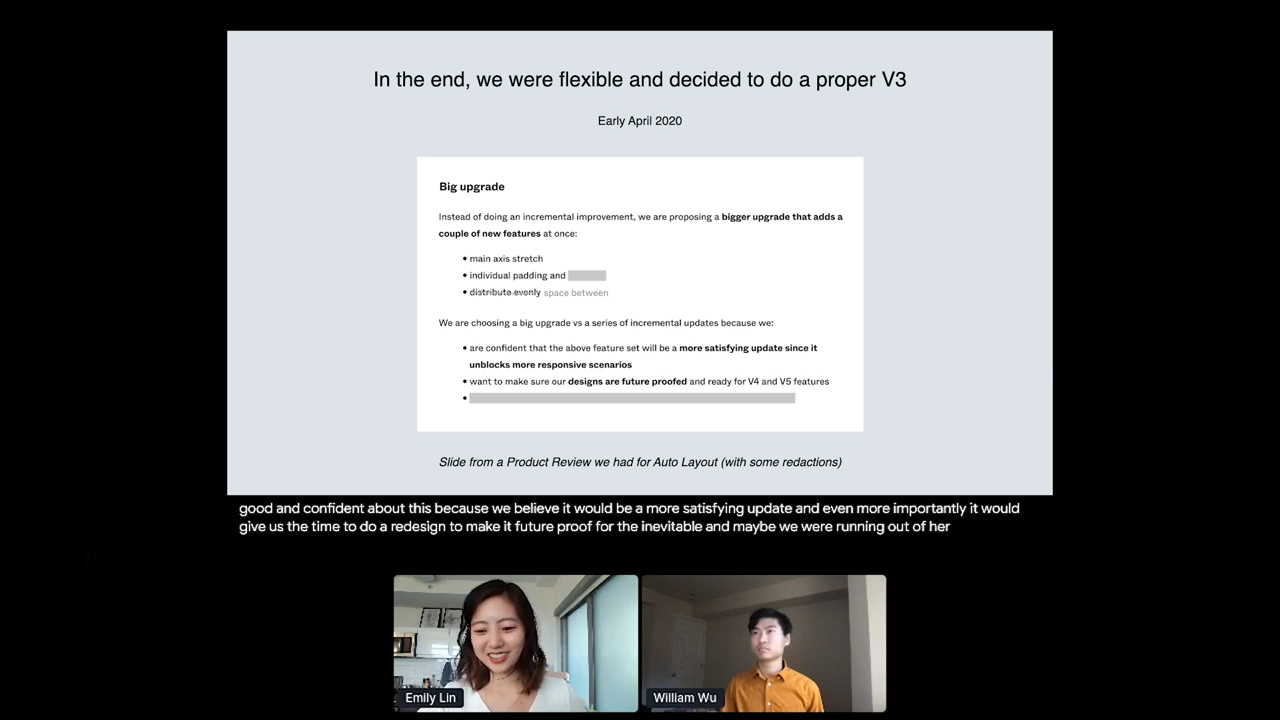 In the end, we were flexible and decided to do a proper V3
Early April 2020
Big upgrade
Instead of doing an incremental improvement, we are proposing a bigger upgrade that adds a
couple of new features at once:
• main axis stretch
• individual padding and
• distribute evenly space between
We are choosing a big upgrade vs a series of incremental updates because we:
• are confident that the above feature set will be a more satisfying update since it
unblocks more responsive scenarios
• want to make sure our designs are future proofed and ready for V4 and V5 features
•
Slide from a Product Review we had for Auto Layout (with some redactions)
good and confident about this because we believe it would be a more satisfying update and even more importantly it would
give us the time to do a redesign to make it future proof for the inevitable and maybe we were running out of her
Emily Lin
William Wu